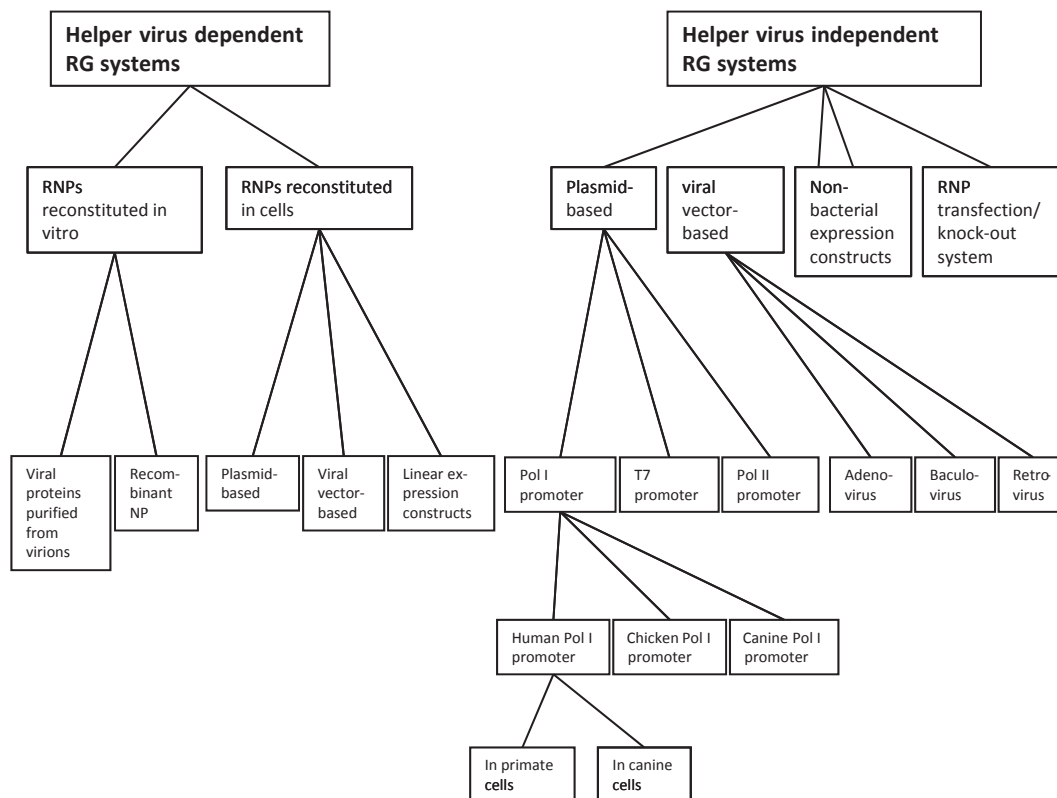 Helper virus dependent
RG systems
Helper virus independent
RG systems
RNPs
reconstituted in
vitro
RNPs reconstituted
in cells
Plasmid-
based
viral
vector-
based
Non-
bacterial
expression
constructs
RNP
transfection/
knock-out
system
Viral
proteins
purified
from
virions
Recom-
binant
NP
Plasmid-
based
Viral
vector-
based
Linear ex-
pression
constructs
Pol I
promoter
T7
promoter
Pol II
promoter
Adeno-
virus
Baculo-
virus
Retro-
virus
Human Pol I
promoter
Chicken Pol I
promoter
Canine Pol I
promoter
In primate
cells
In canine
cells